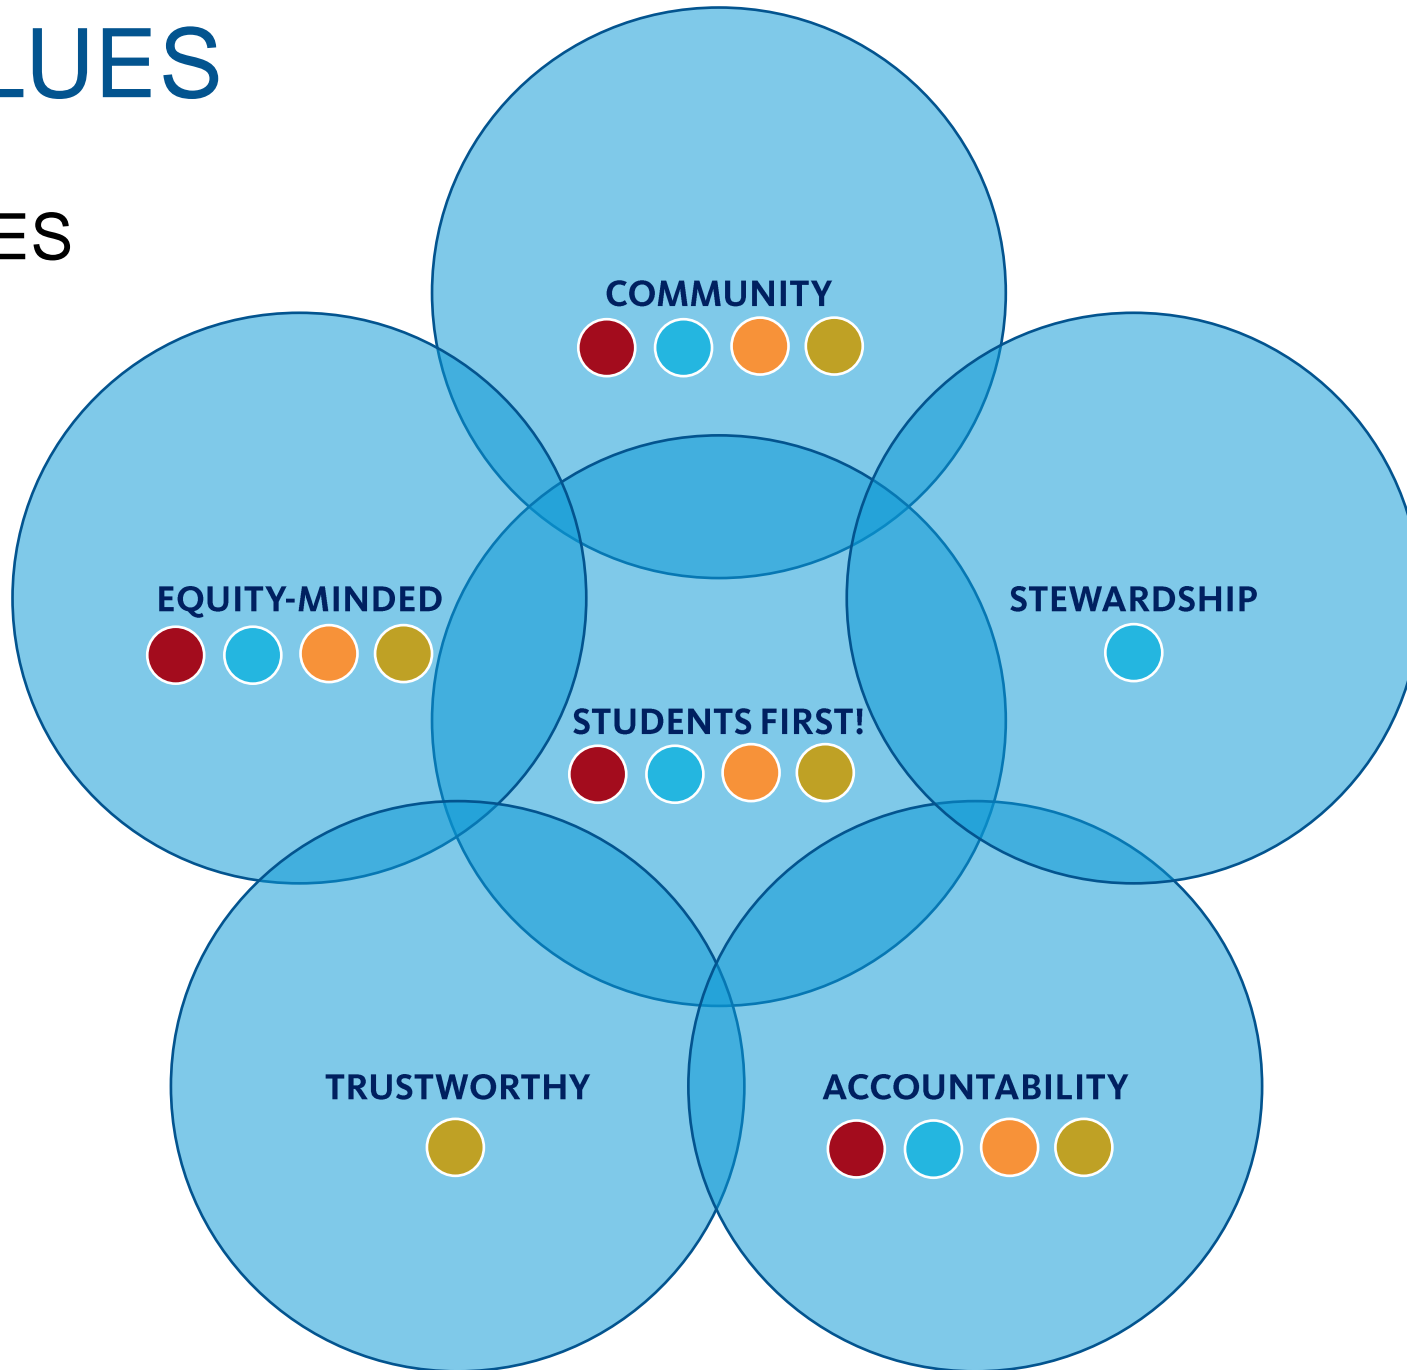 LUES
ES
COMMUNITY
EQUITY-MINDED
STEWARDSHIP
STUDENTS FIRST!
TRUSTWORTHY
ACCOUNTABILITY